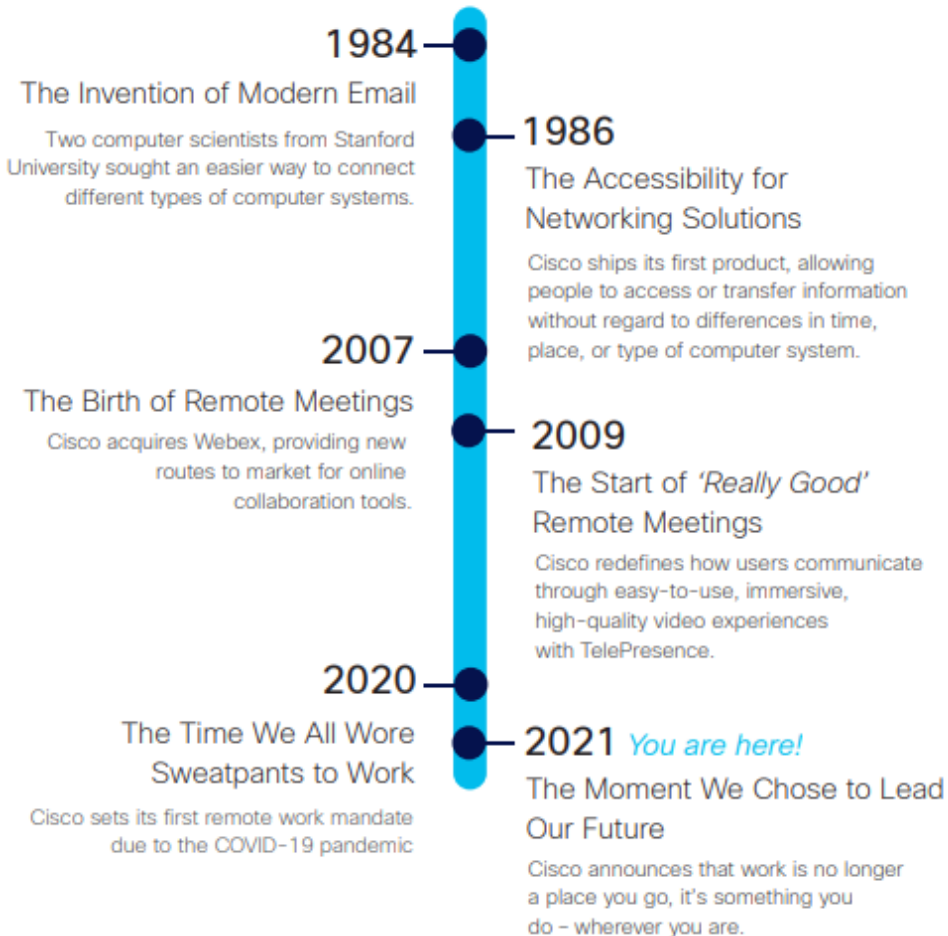 1984
The Invention of Modern Email
Two computer scientists from Stanford
University sought an easier way to connect
different types of computer systems.
1986
The Accessibility for
Networking Solutions
Cisco ships its first product, allowing
people to access or transfer information
without regard to differences in time,
place, or type of computer system.
2007
The Birth of Remote Meetings
Cisco acquires Webex, providing new
routes to market for online
collaboration tools.
2009
The Start of ‘Really Good’
Remote Meetings
Cisco redefines how users communicate
through easy-to-use, immersive,
high-quality video experiences
with TelePresence.
2020
The Time We All Wore
Sweatpants to Work
Cisco sets its first remote work mandate
due to the COVID-19 pandemic
2021 You are here!
The Moment We Chose to Lead
Our Future
Cisco announces that work is no longer
a place you go, it's something you
do – wherever you are.